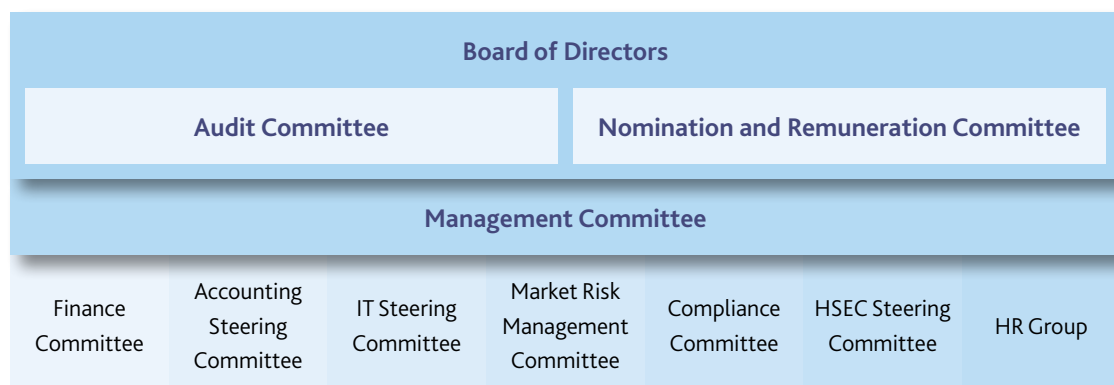 Board of Directors
Audit Committee
Nomination and Remuneration Committee
Management Committee
Finance
Committee
Accounting
Steering
Committee
IT Steering
Committee
Market Risk
Management
Committee
Compliance
Committee
HSEC Steering
Committee
HR Group